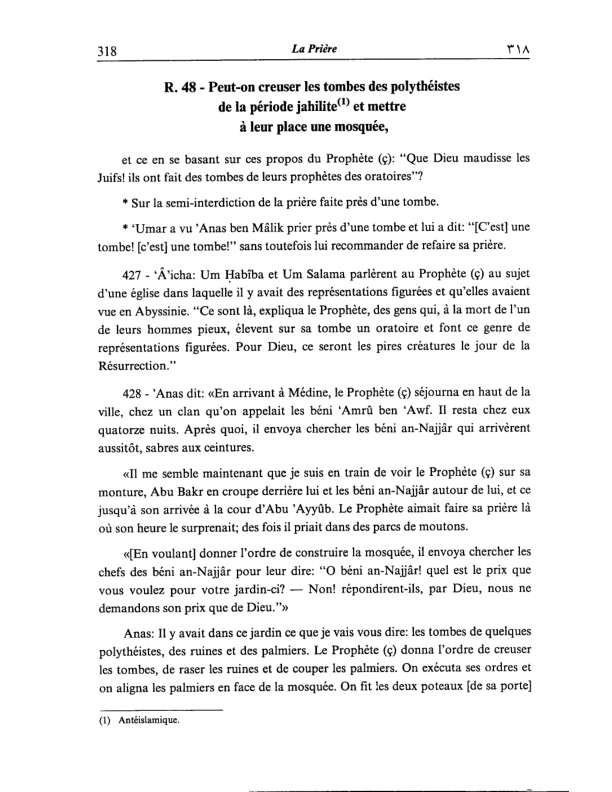 318 La Prière ٣١٨
R. 48 - Peut-on creuser les tombes des polythéistes
de la période jahilite(1) et mettre
à leur place une mosquée,
et ce en se basant sur ces propos du Prophète (ç): “Que Dieu maudisse les
Juifs! ils ont fait des tombes de leurs prophètes des oratoires”?
* Sur la semi-interdiction de la prière faite près d’une tombe.
* ‘Umar a vu ’Anas ben Mâlik prier près d’une tombe et lui a dit: “[C’est] une
tombe! [c’est] une tombe!” sans toutefois lui recommander de refaire sa prière.
427 - ‘Â’icha: Um Ḥabîba et Um Salama parlèrent au Prophète (ç) au sujet
d’une église dans laquelle il y avait des représentations figurées et qu’elles avaient
vue en Abyssinie. “Ce sont là, expliqua le Prophète, des gens qui, à la mort de l’un
de leurs hommes pieux, élevent sur sa tombe un oratoire et font ce genre de
représentations figurées. Pour Dieu, ce seront les pires créatures le jour de la
Résurrection.”
428 - ’Anas dit: «En arrivant à Médine, le Prophète (ç) séjourna en haut de la
ville, chez un clan qu’on appelait les béni ‘Amrû ben ‘Awf. Il resta chez eux
quatorze nuits. Après quoi, il envoya chercher les béni an-Najjâr qui arrivèrent
aussitôt, sabres aux ceintures.
«Il me semble maintenant que je suis en train de voir le Prophète (ç) sur sa
monture, Abu Bakr en croupe derrière lui et les béni an-Najjâr autour de lui, et ce
jusqu’à son arrivée à la cour d’Abu ’Ayyûb. Le Prophète aimait faire sa prière là
où son heure le surprenait; des fois il priait dans des parcs de moutons.
«[En voulant] donner l’ordre de construire la mosquée, il envoya chercher les
chefs des béni an-Najjâr pour leur dire: “O béni an-Najjâr! quel est le prix que
vous voulez pour votre jardin-ci? — Non! répondirent-ils, par Dieu, nous ne
demandons son prix que de Dieu.”»
Anas: Il y avait dans ce jardin ce que je vais vous dire: les tombes de quelques
polythéistes, des ruines et des palmiers. Le Prophète (ç) donna l’ordre de creuser
les tombes, de raser les ruines et de couper les palmiers. On exécuta ses ordres et
on aligna les palmiers en face de la mosquée. On fit les deux poteaux [de sa porte]
(1) Antéislamique.